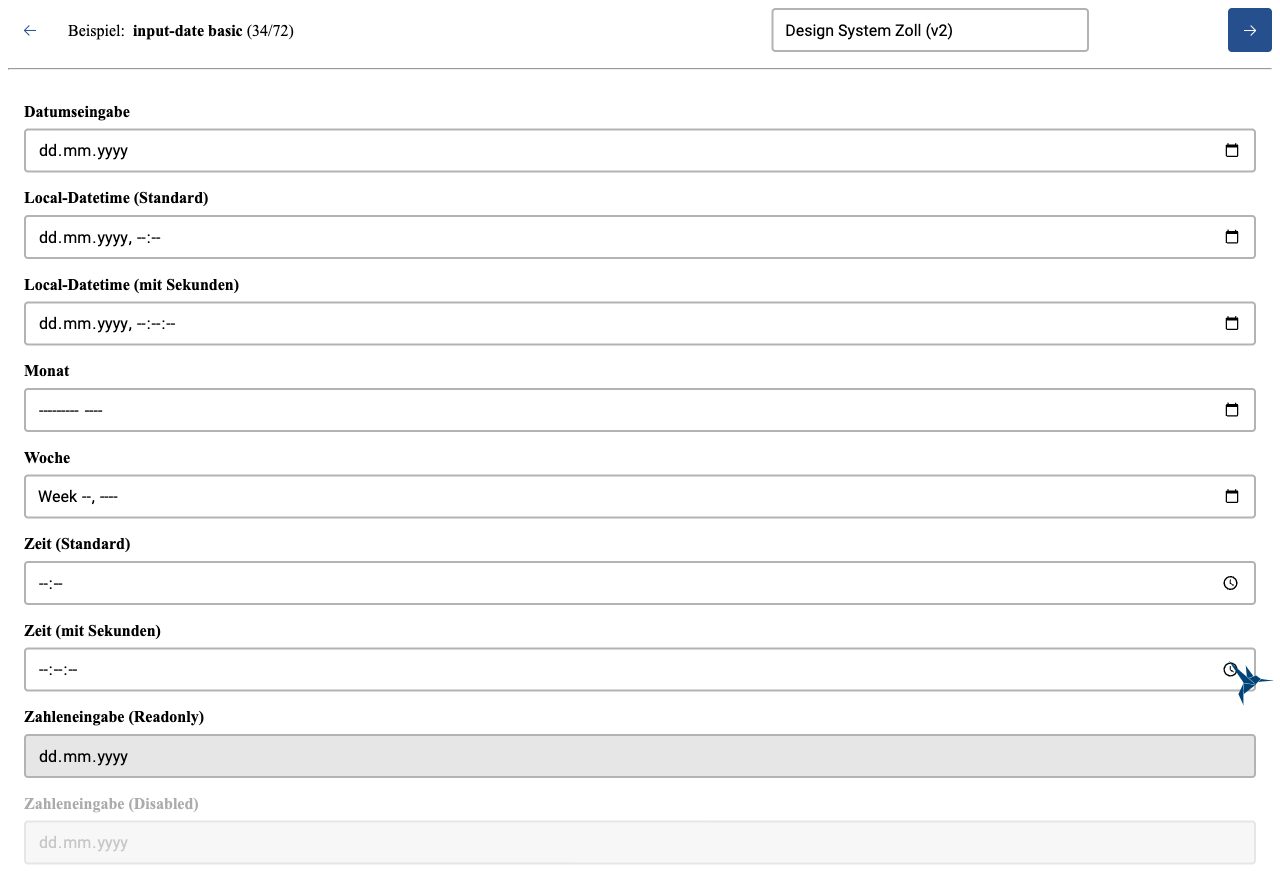 Beispiel: input-date basic (34/72)
Design System Zoll (v2)
Datumseingabe
dd.mm.yyyy
Local-Datetime (Standard)
dd.mm.yyyy, --:--
Local-Datetime (mit Sekunden)
dd.mm.yyyy, --:--:--
Monat
--------- ----
Woche
Week --, ----
Zeit (Standard)
--:--
Zeit (mit Sekunden)
--:--:--
Zahleneingabe (Readonly)
dd.mm.yyyy
Zahleneingabe (Disabled)
dd.mm.yyyy